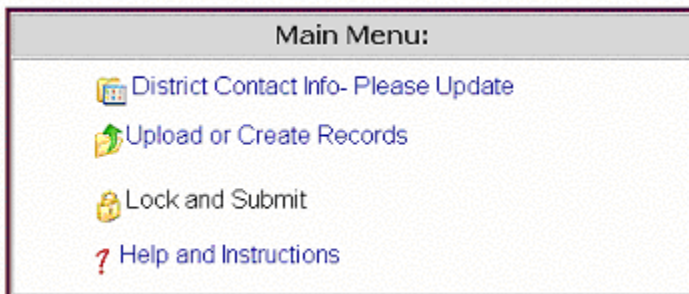 Main Menu:
District Contact Info- Please Update
Upload or Create Records
Lock and Submit
Help and Instructions